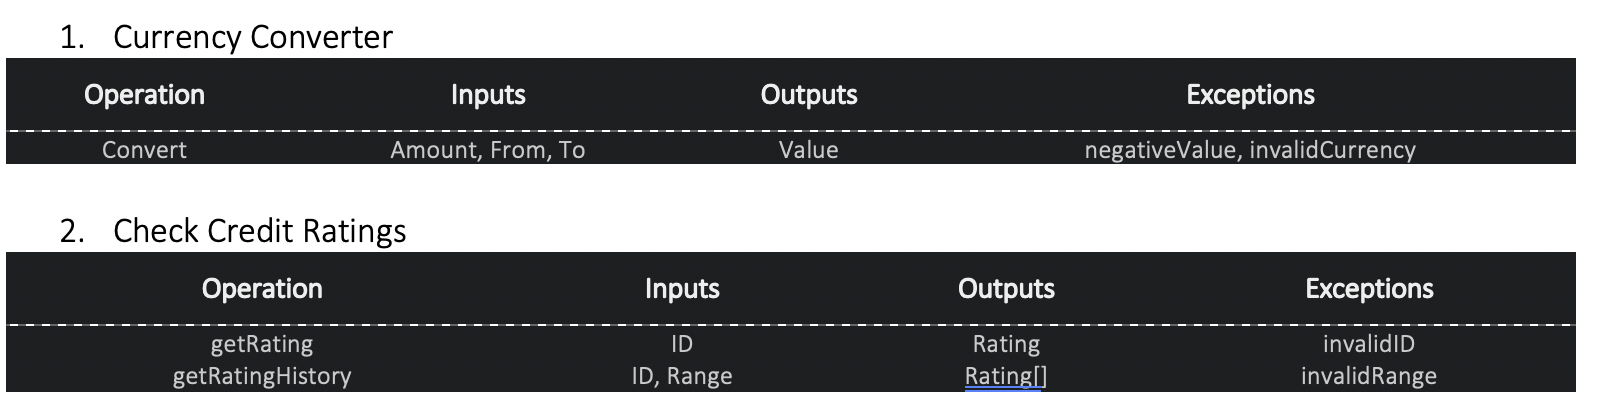 1. Currency Converter
Operation Inputs Outputs Exceptions
Convert Amount, From, To Value negativeValue, invalidCurrency
2. Check Credit Ratings
Operation Inputs Outputs Exceptions
getRating ID Rating invalidID
getRatingHistory ID, Range Rating[] invalidRange